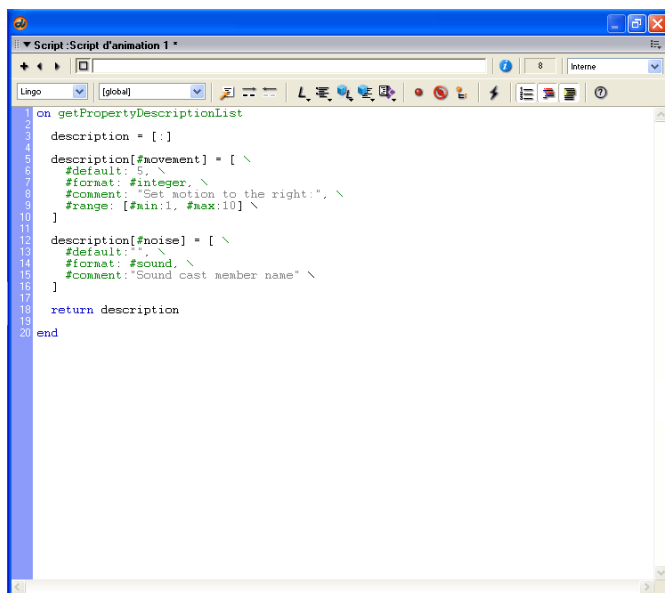 Script :Script d'animation 1 *
8 Interne
Lingo [global]
1 on getPropertyDescriptionList
2
3 description = [:]
4
5 description[#movement] = [ \
6 #default: 5, \
7 #format: #integer, \
8 #comment: "Set motion to the right:", \
9 #range: [#min:1, #max:10] \
10 ]
11
12 description[#noise] = [ \
13 #default:"", \
14 #format: #sound, \
15 #comment:"Sound cast member name" \
16 ]
17
18 return description
19
20 end